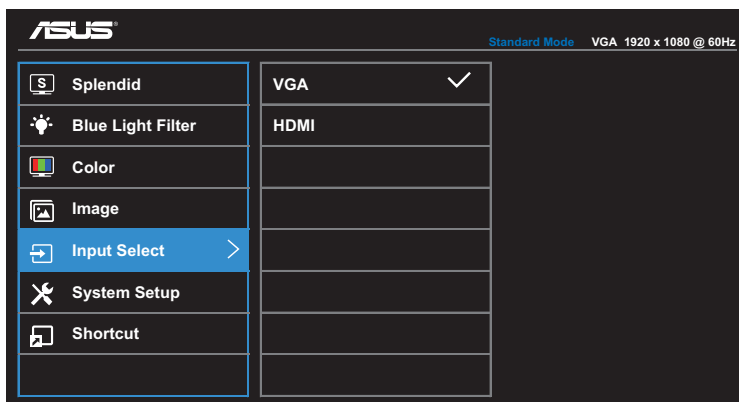 ASUS
Standard Mode VGA 1920 x 1080 @ 60Hz
S Splendid
Blue Light Filter
Color
Image
Input Select
System Setup
Shortcut
VGA
HDMI